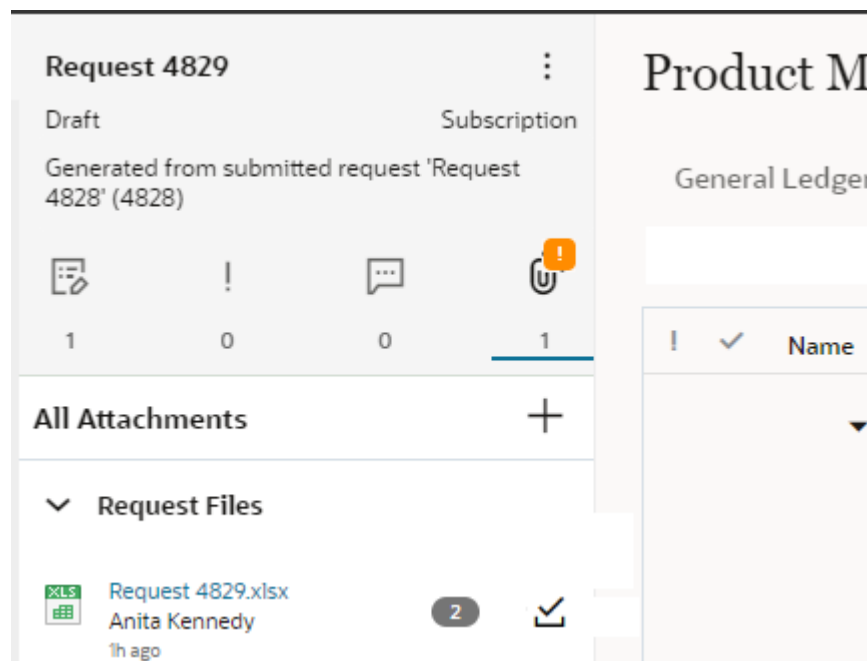 Request 4829
Draft
Subscription
Generated from submitted request 'Request
4828' (4828)
!
1
0
0
1
All Attachments
Request Files
XLS
Request 4829.xlsx
Anita Kennedy
1h ago
2
Product M
General Ledger
! Name